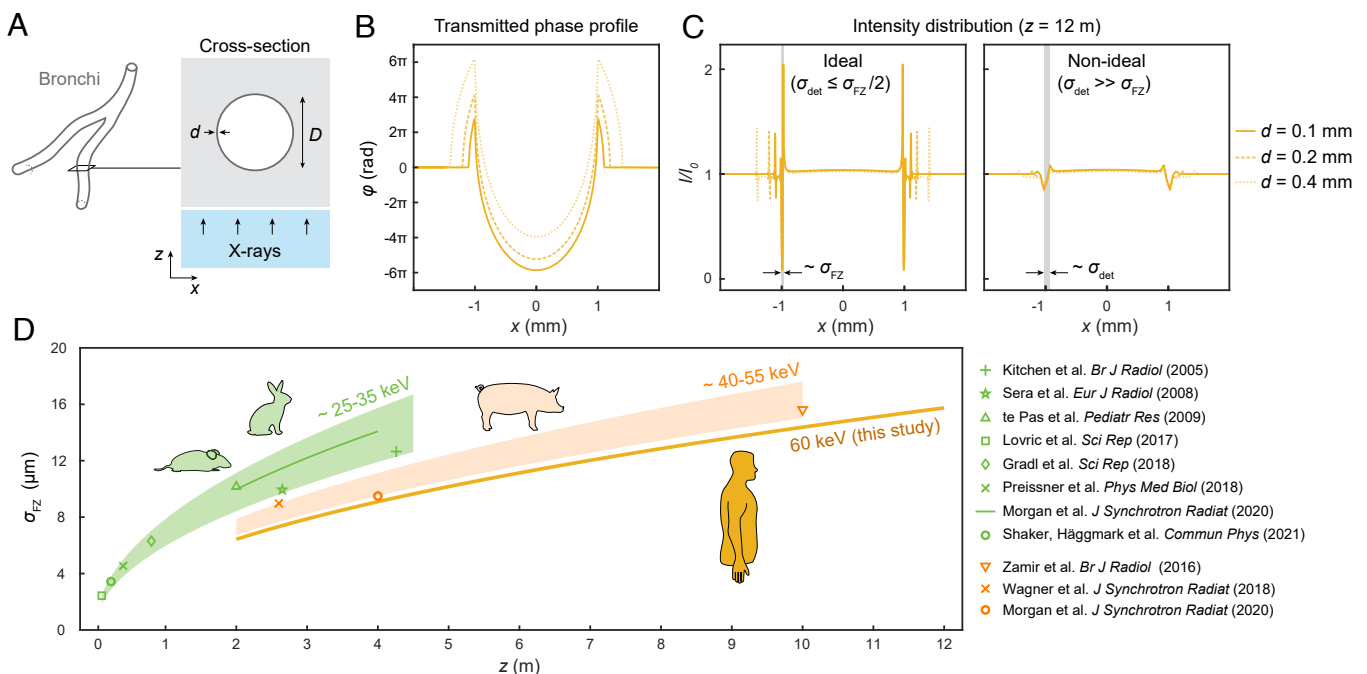 A
Cross-section
Bronchi
d
D
X-rays
z
x
B
Transmitted phase profile
6π
4π
2π
0
-2π
-4π
-6π
φ (rad)
-1
0
1
x (mm)
C
Intensity distribution (z = 12 m)
Ideal
(σdet ≤ σFZ/2)
2
1
0
I/I0
~ σFZ
-1
0
1
x (mm)
Non-ideal
(σdet >> σFZ)
~ σdet
-1
0
1
x (mm)
d = 0.1 mm
d = 0.2 mm
d = 0.4 mm
D
20
16
12
8
4
0
σFZ (μm)
~ 25-35 keV
~ 40-55 keV
60 keV (this study)
0
1
2
3
4
5
6
7
8
9
10
11
12
z (m)
Kitchen et al. Br J Radiol (2005)
Sera et al. Eur J Radiol (2008)
te Pas et al. Pediatr Res (2009)
Lovric et al. Sci Rep (2017)
Gradl et al. Sci Rep (2018)
Preissner et al. Phys Med Biol (2018)
Morgan et al. J Synchrotron Radiat (2020)
Shaker, Häggmark et al. Commun Phys (2021)
Zamir et al. Br J Radiol (2016)
Wagner et al. J Synchrotron Radiat (2018)
Morgan et al. J Synchrotron Radiat (2020)